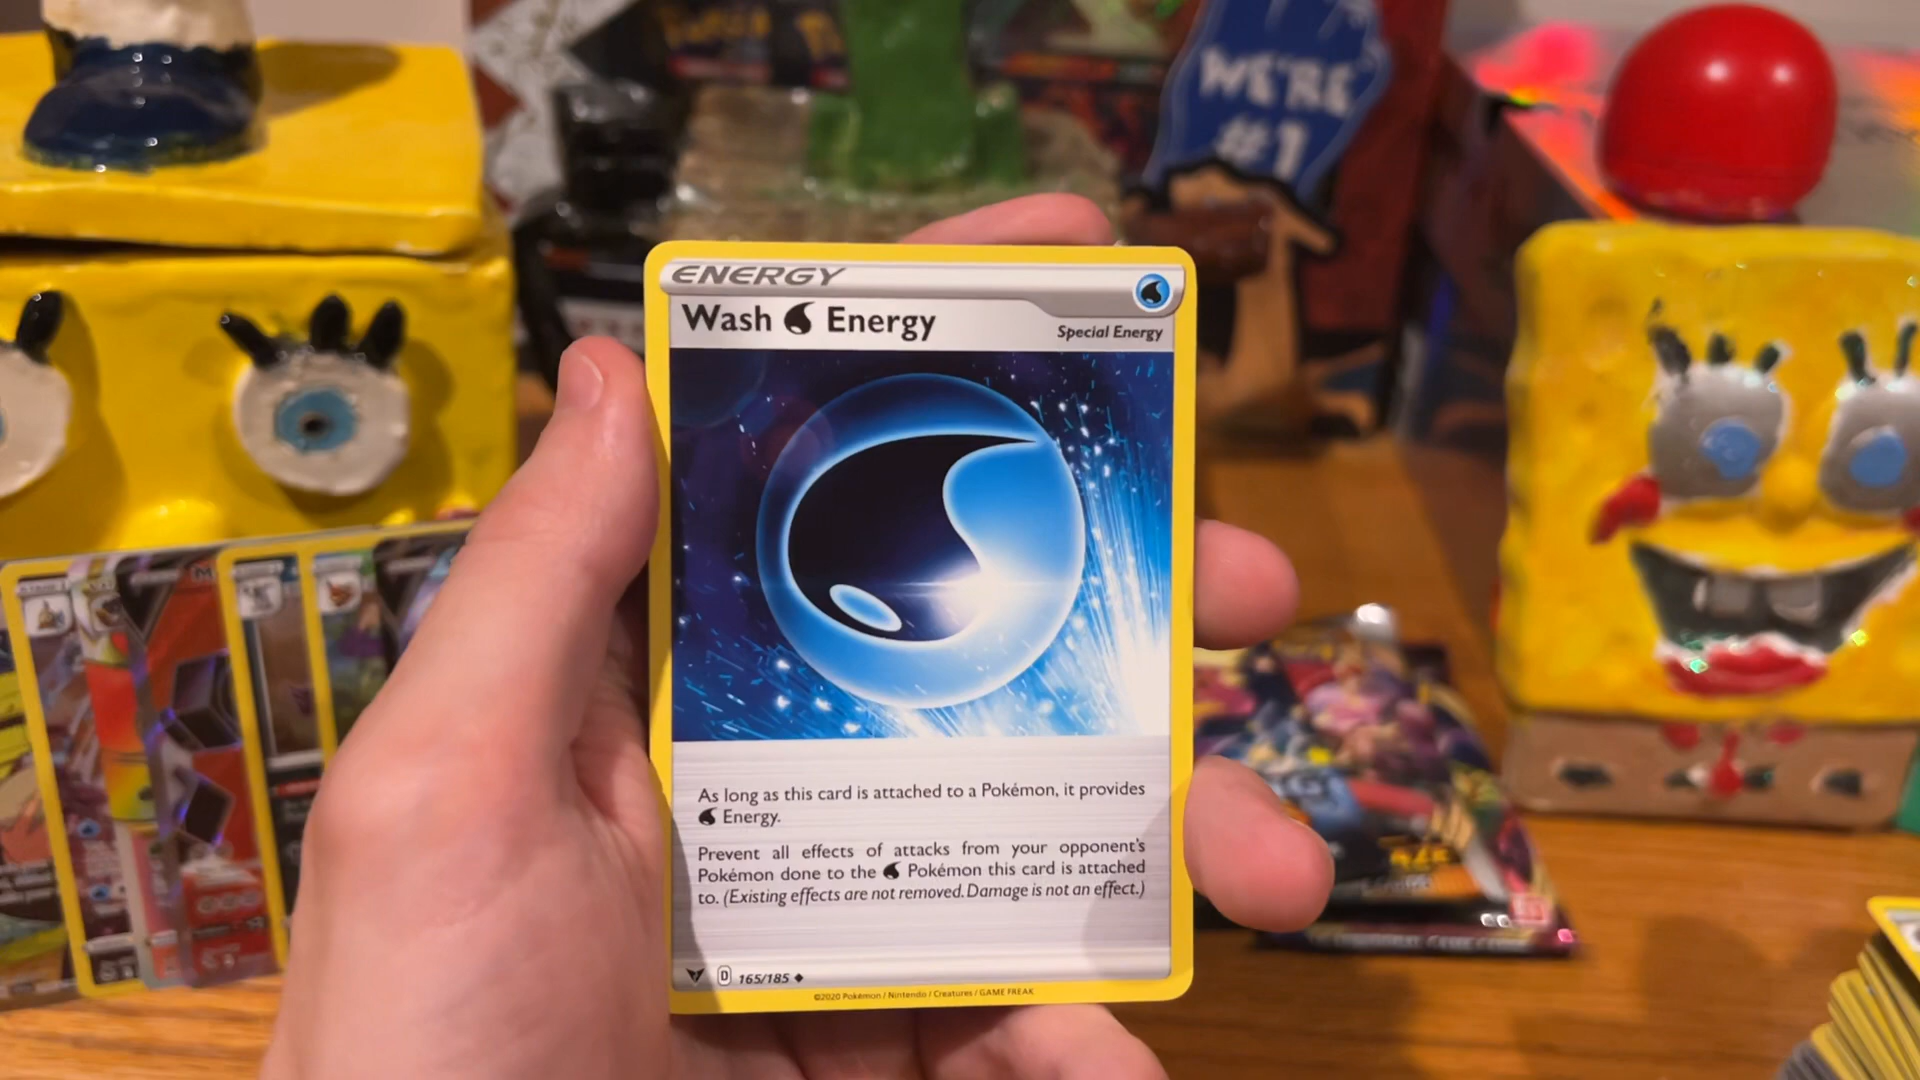 WE'RE
#1
ENERGY
Wash Energy
Special Energy
As long as this card is attached to a Pokémon, it provides
Energy.
Prevent all effects of attacks from your opponent's
Pokémon done to the Pokémon this card is attached
to. (Existing effects are not removed. Damage is not an effect.)
D 165/185
©2020 Pokémon / Nintendo / Creatures / GAME FREAK